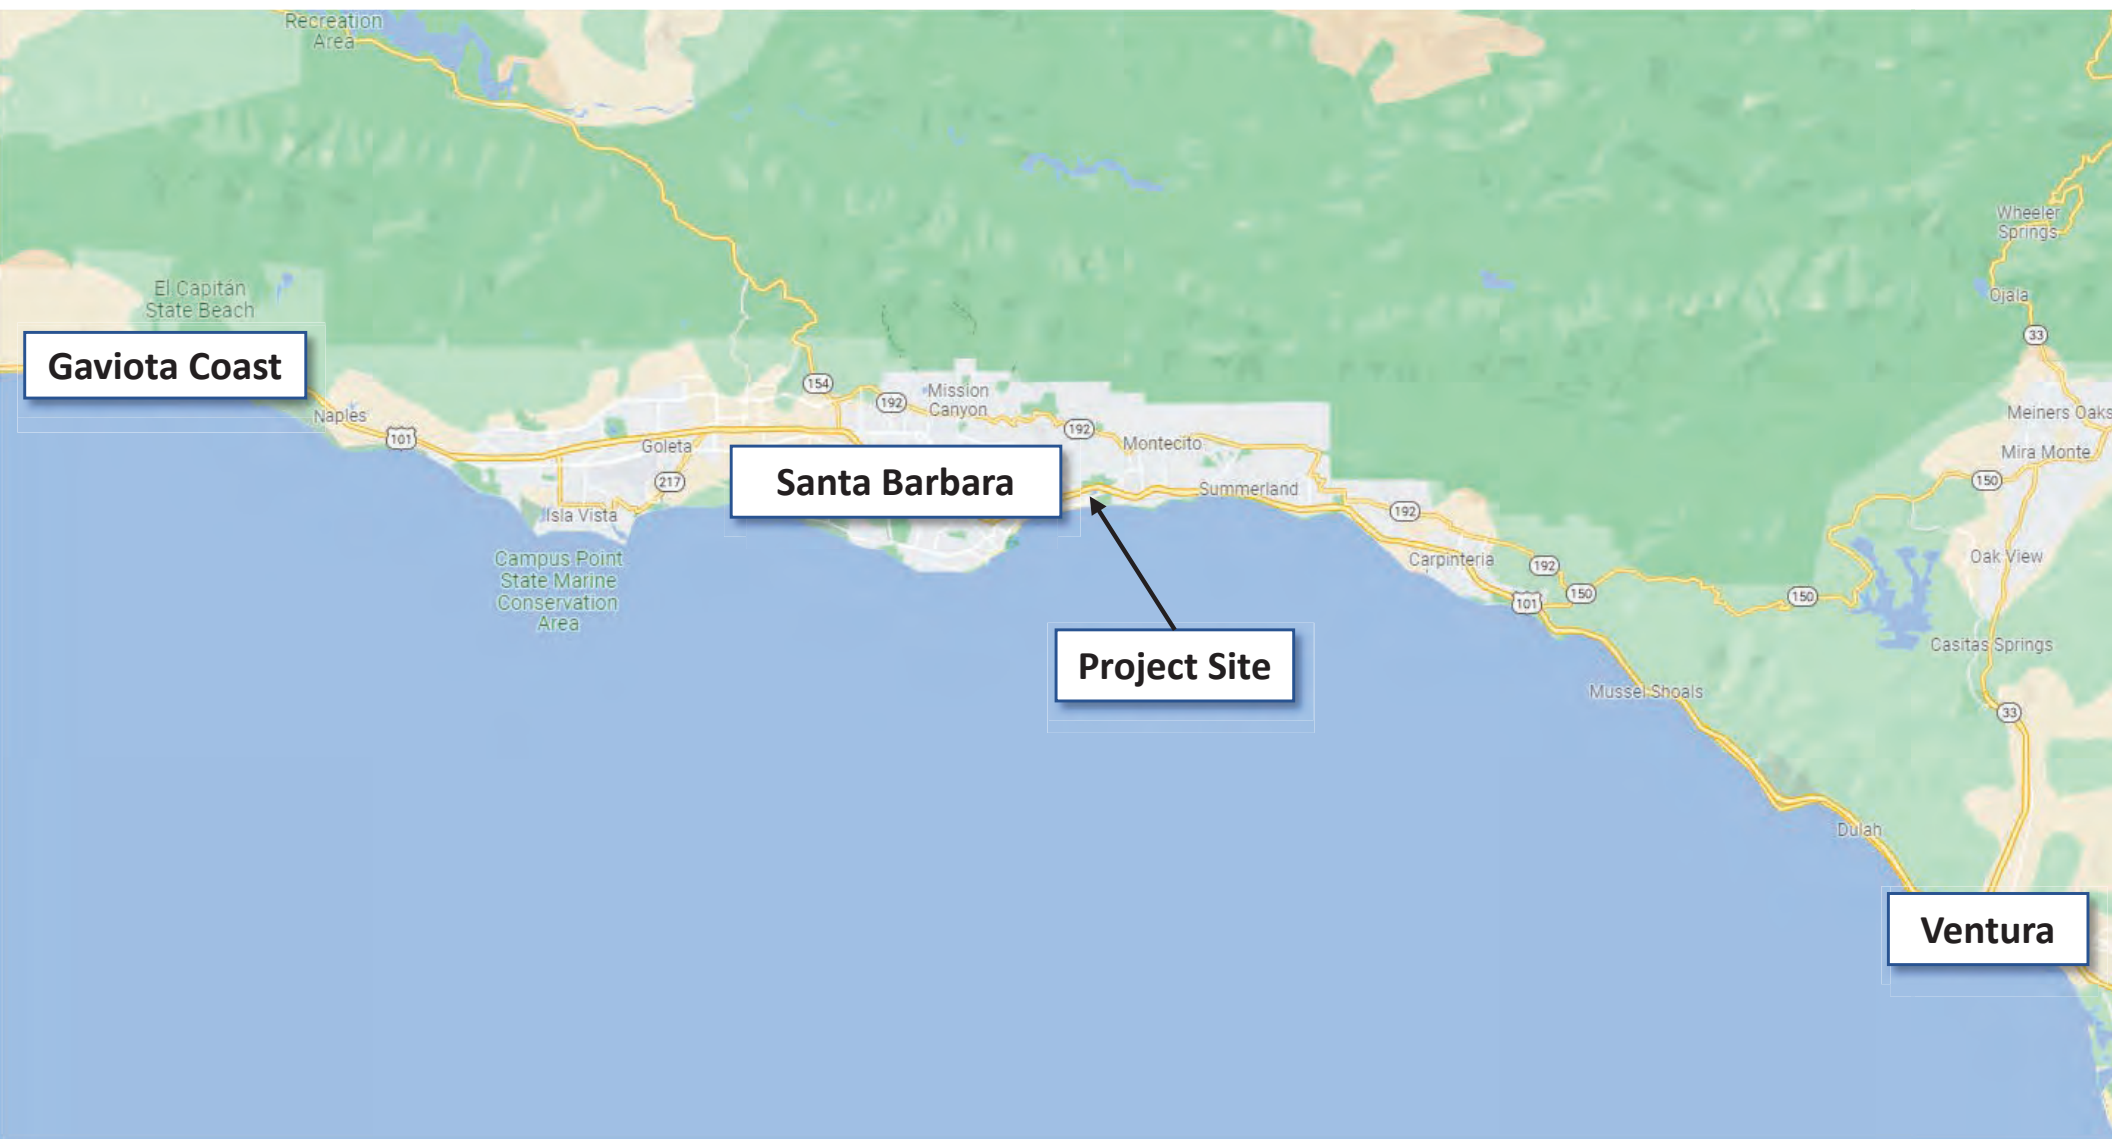 Recreation
Area
Wheeler
Springs
El Capitán
State Beach
Ojala
33
Gaviota Coast
154
Mission
Canyon
192
Naples
101
Meiners Oaks
192
Montecito
Goleta
Mira Monte
Santa Barbara
217
150
Summerland
192
Isla Vista
Campus Point
State Marine
Conservation
Area
Carpinteria
192
Oak View
150
101
150
Casitas Springs
Project Site
Mussel Shoals
33
Dulah
Ventura